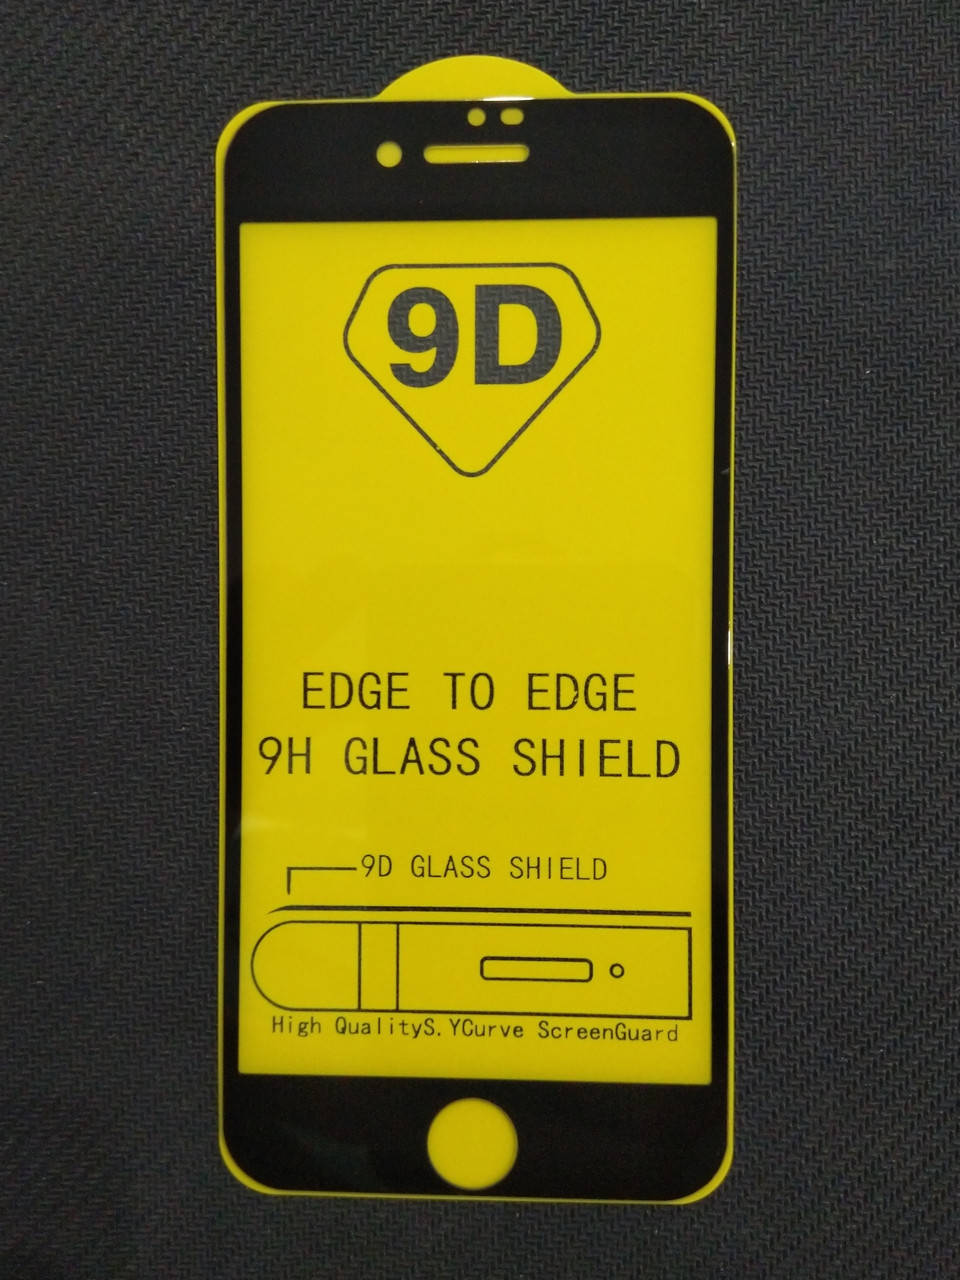 9D
EDGE TO EDGE
9H GLASS SHIELD
9D GLASS SHIELD
High QualityS.YCurve ScreenGuard